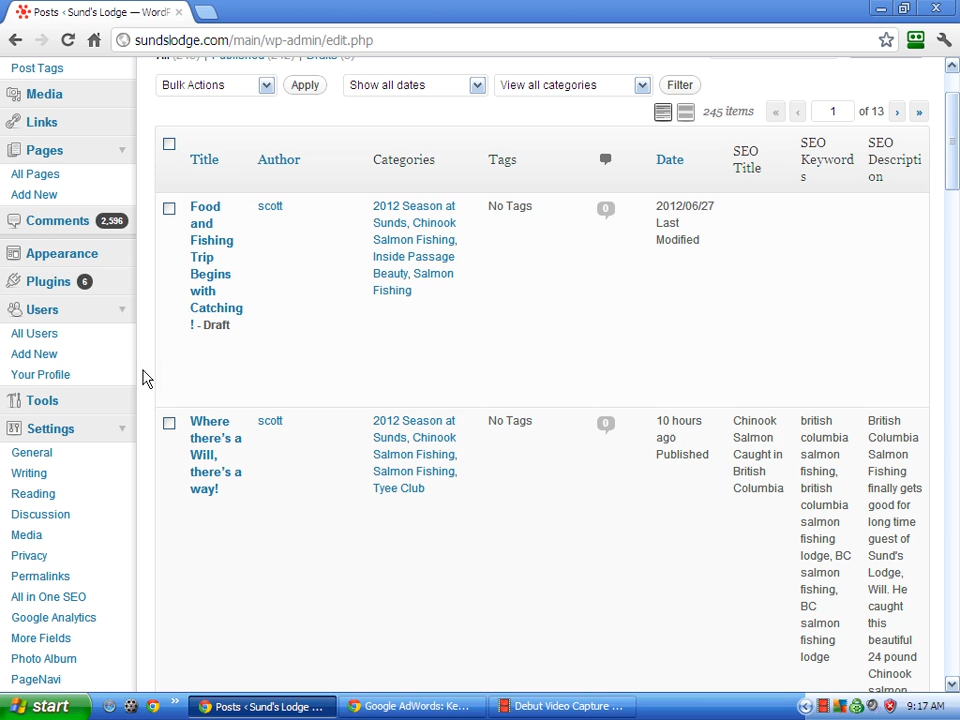 Posts ‹ Sund's Lodge — WordP
sundslodge.com/main/wp-admin/edit.php
Post Tags
Media
Links
Pages
All Pages
Add New
Comments 2,596
Appearance
Plugins 6
Users
All Users
Add New
Your Profile
Tools
Settings
General
Writing
Reading
Discussion
Media
Privacy
Permalinks
All in One SEO
Google Analytics
More Fields
Photo Album
PageNavi
Bulk Actions Apply Show all dates View all categories Filter
245 items « ‹ 1 of 13 › »
Title Author Categories Tags Date SEO Title SEO Keywords SEO Description
Food
and
Fishing
Trip
Begins
with
Catching
! - Draft
scott
2012 Season at
Sunds, Chinook
Salmon Fishing,
Inside Passage
Beauty, Salmon
Fishing
No Tags
0
2012/06/27
Last
Modified
Where
there's a
Will,
there's a
way!
scott
2012 Season at
Sunds, Chinook
Salmon Fishing,
Salmon Fishing,
Tyee Club
No Tags
0
10 hours
ago
Published
Chinook
Salmon
Caught in
British
Columbia
british
columbia
salmon
fishing,
british
columbia
salmon
fishing
lodge, BC
salmon
fishing,
BC
salmon
fishing
lodge
British
Columbia
Salmon
Fishing
finally gets
good for
long time
guest of
Sund's
Lodge,
Will. He
caught
this
beautiful
24 pound
Chinook
salmon
start
Posts ‹ Sund's Lodge ...
Google AdWords: Ke...
Debut Video Capture ...
9:17 AM